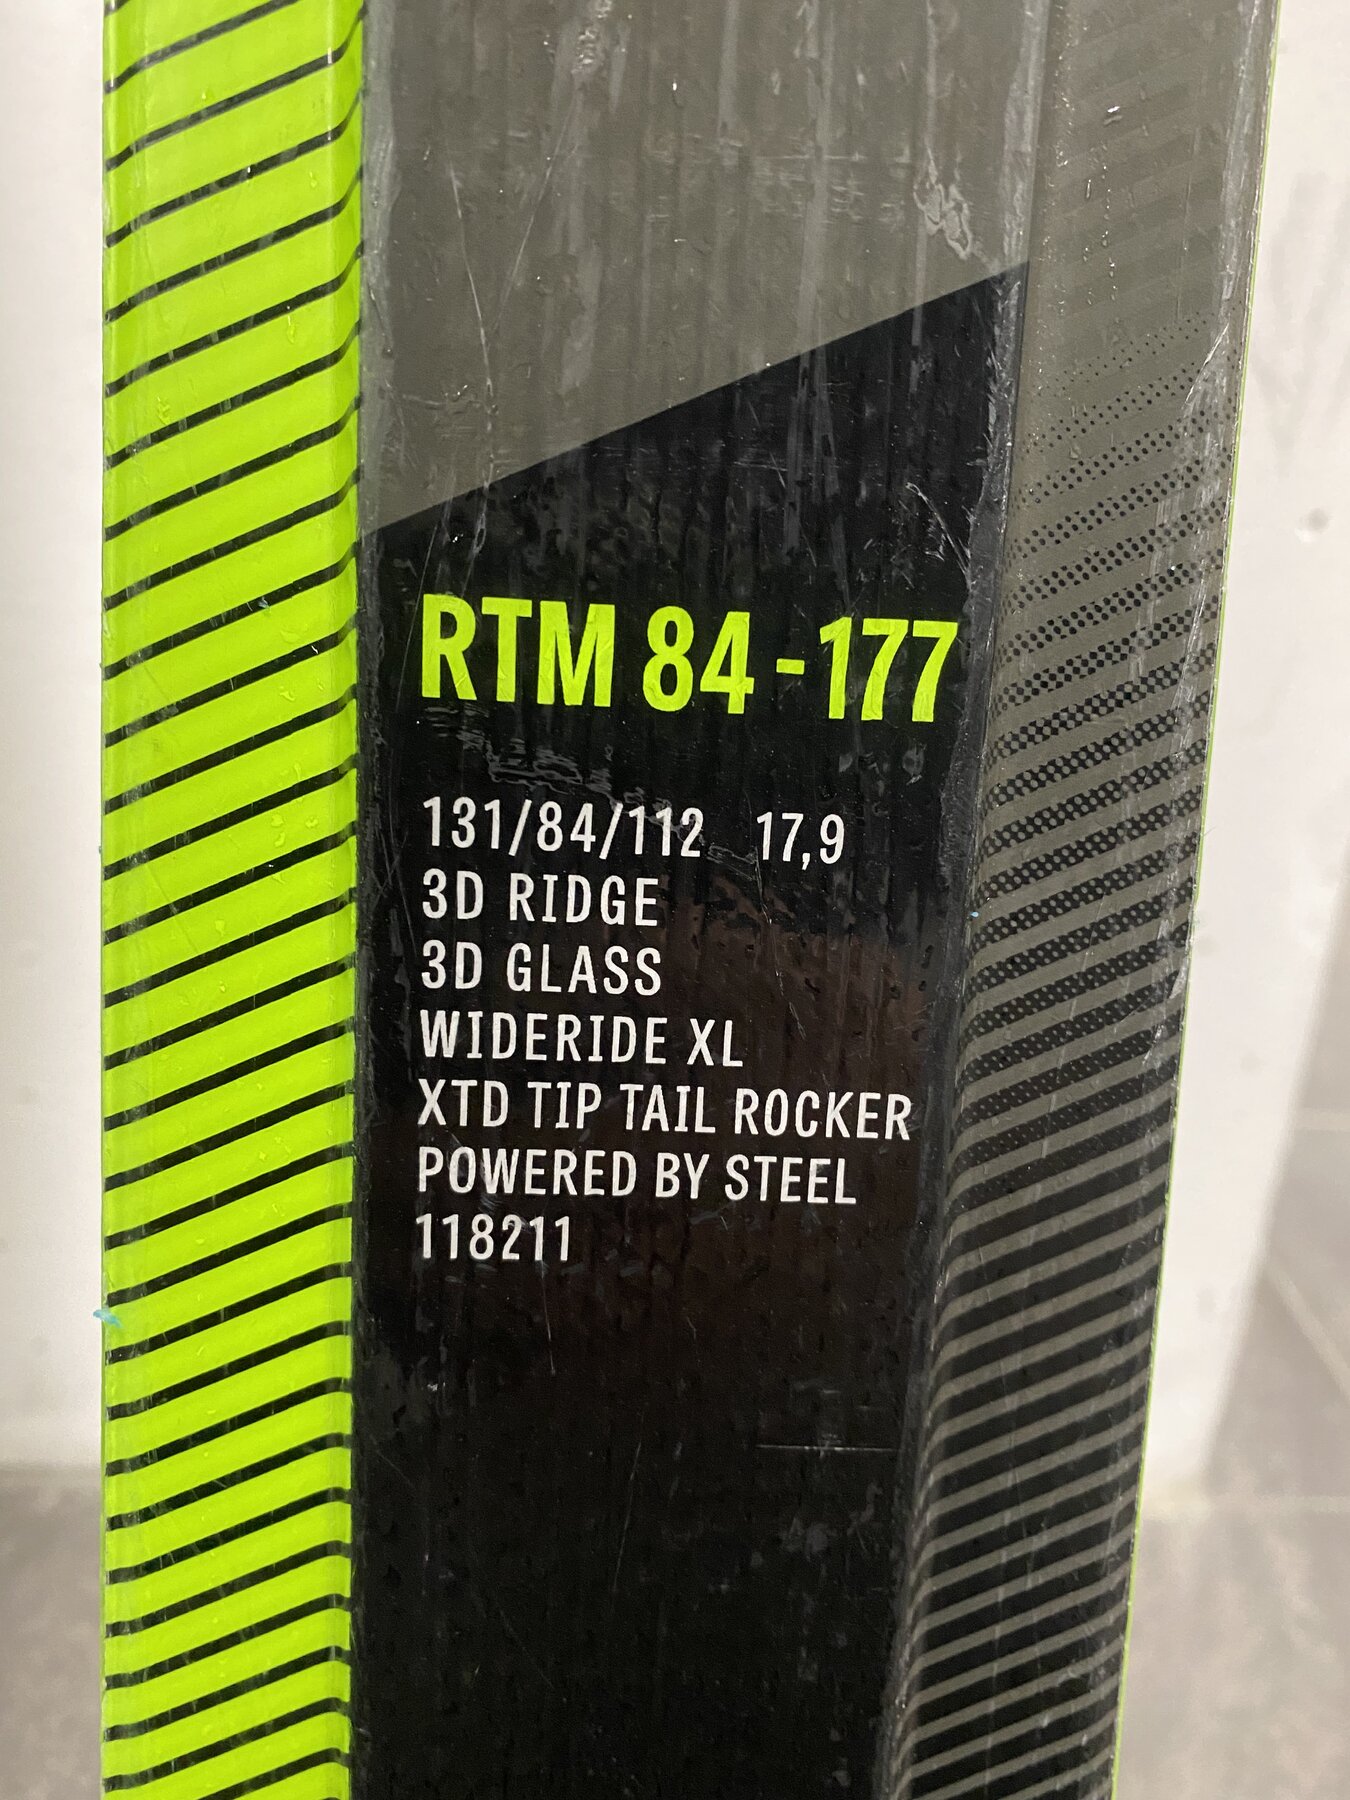 RTM 84 - 177
131/84/112 17,9
3D RIDGE
3D GLASS
WIDERIDE XL
XTD TIP TAIL ROCKER
POWERED BY STEEL
118211